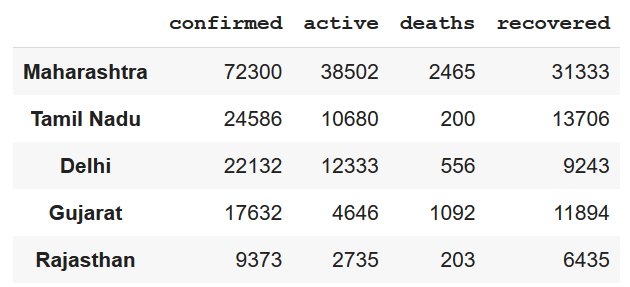 confirmed active deaths recovered
Maharashtra 72300 38502 2465 31333
Tamil Nadu 24586 10680 200 13706
Delhi 22132 12333 556 9243
Gujarat 17632 4646 1092 11894
Rajasthan 9373 2735 203 6435